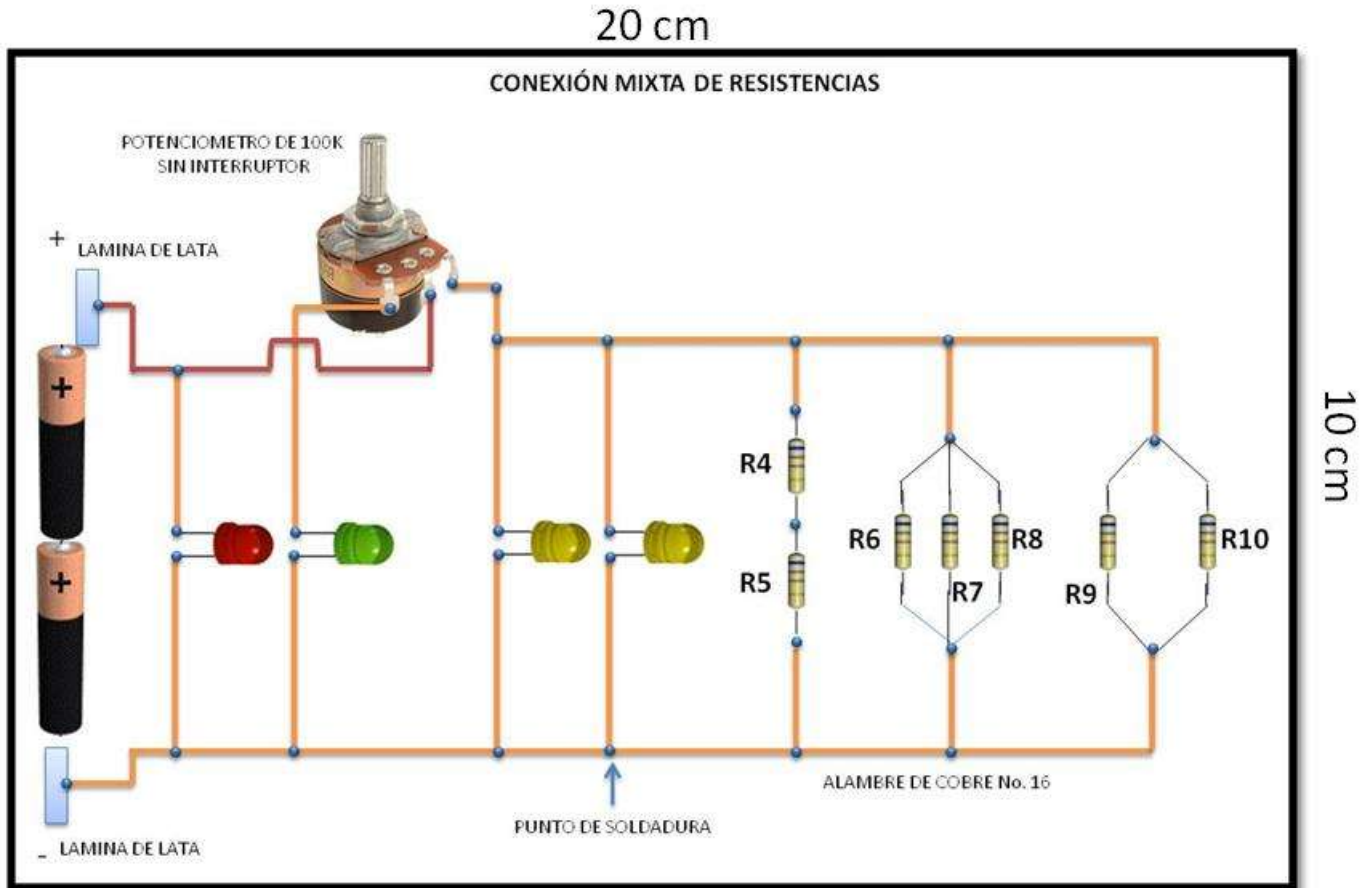 20 cm
CONEXIÓN MIXTA DE RESISTENCIAS
POTENCIOMETRO DE 100K
SIN INTERRUPTOR
+
LAMINA DE LATA
+
+
10 cm
R4
R5
R6
R7
R8
R9
R10
ALAMBRE DE COBRE No. 16
PUNTO DE SOLDADURA
- LAMINA DE LATA